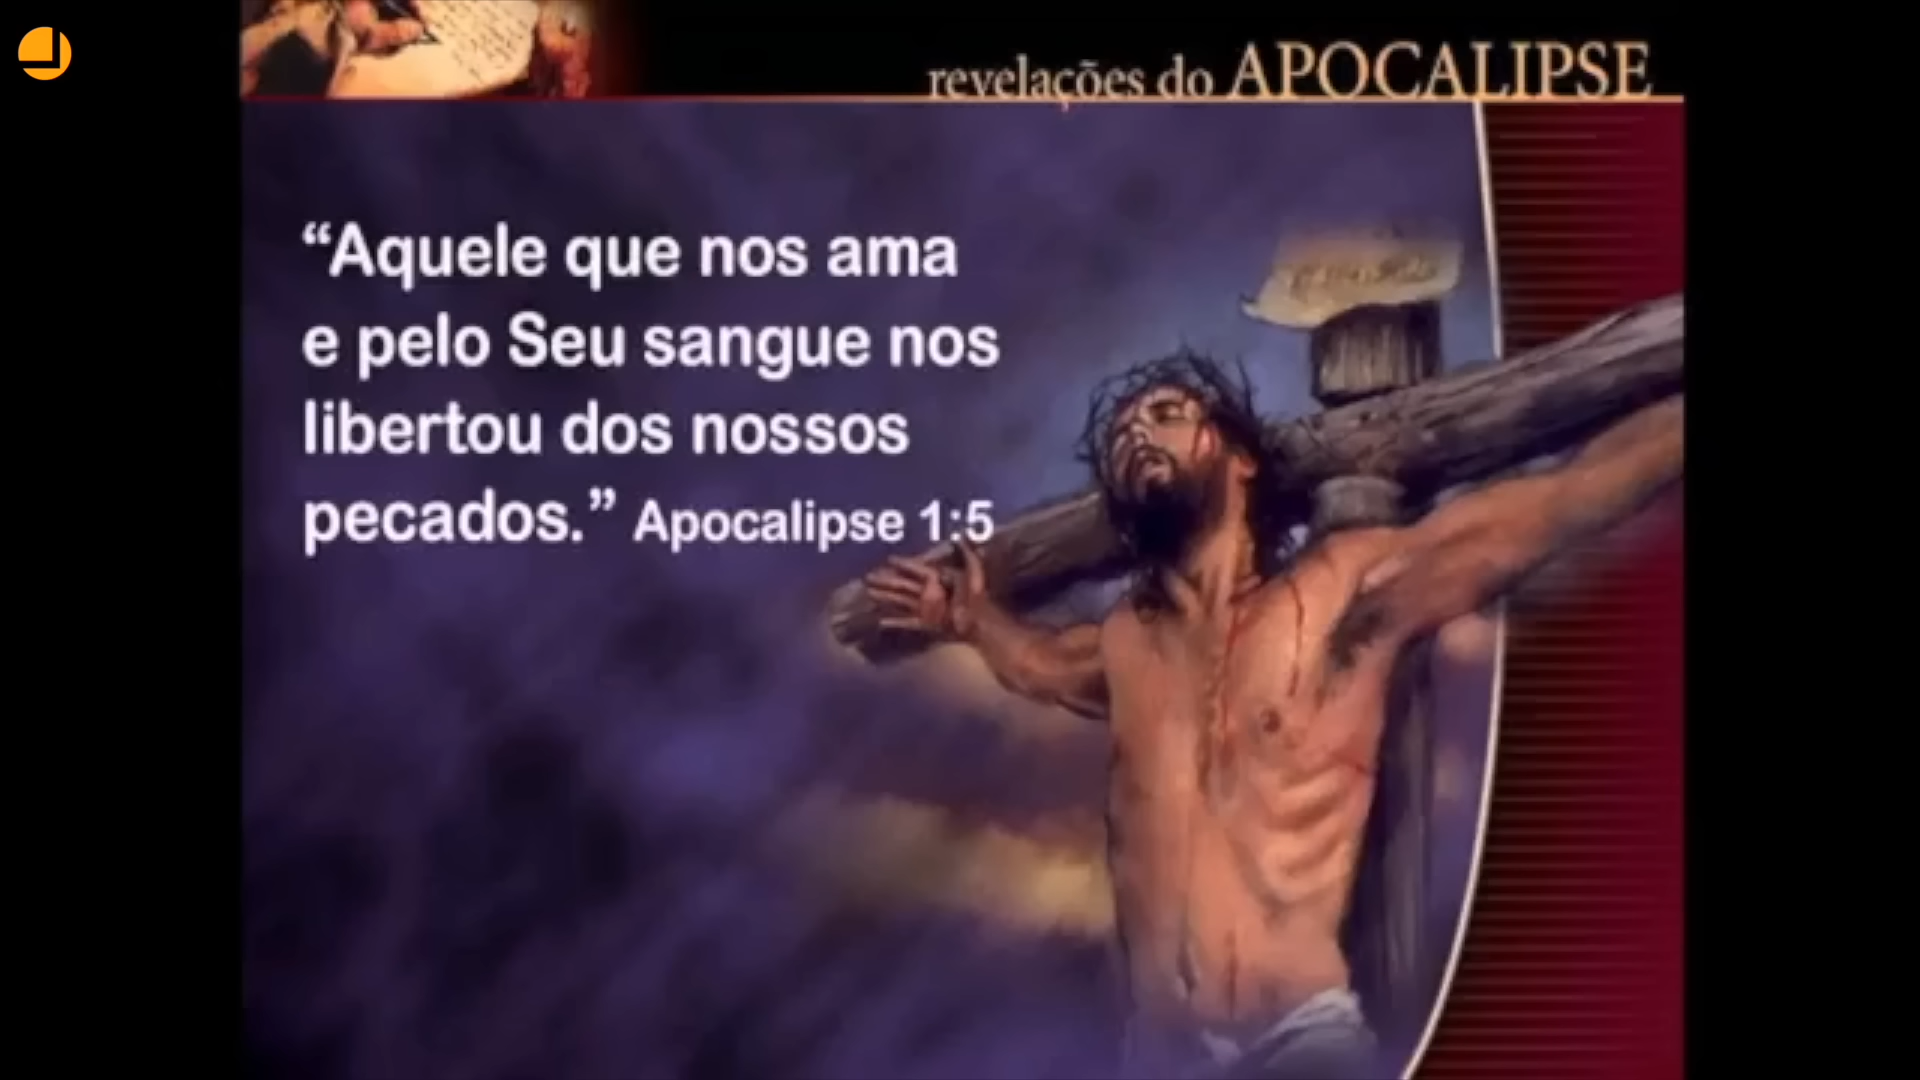 revelações do APOCALIPSE
“Aquele que nos ama
e pelo Seu sangue nos
libertou dos nossos
pecados.” Apocalipse 1:5